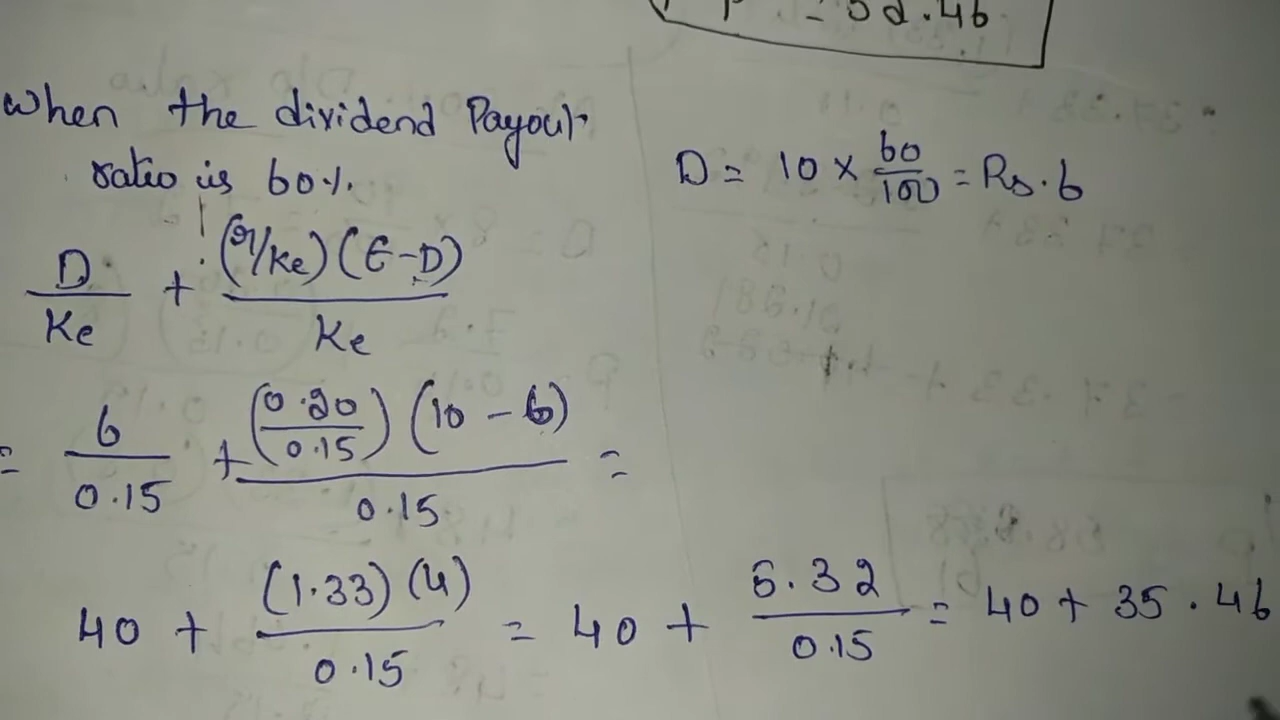 = 52.46
When the dividend Payout
ratio is 60%.
D = 10 × 60/100 = Rs. 6
D/Ke + (r/Ke) (E-D)/Ke
= 6/0.15 + (0.20/0.15) (10 - 6)/0.15 =
40 + (1.33) (4)/0.15 = 40 + 5.32/0.15 = 40 + 35.46